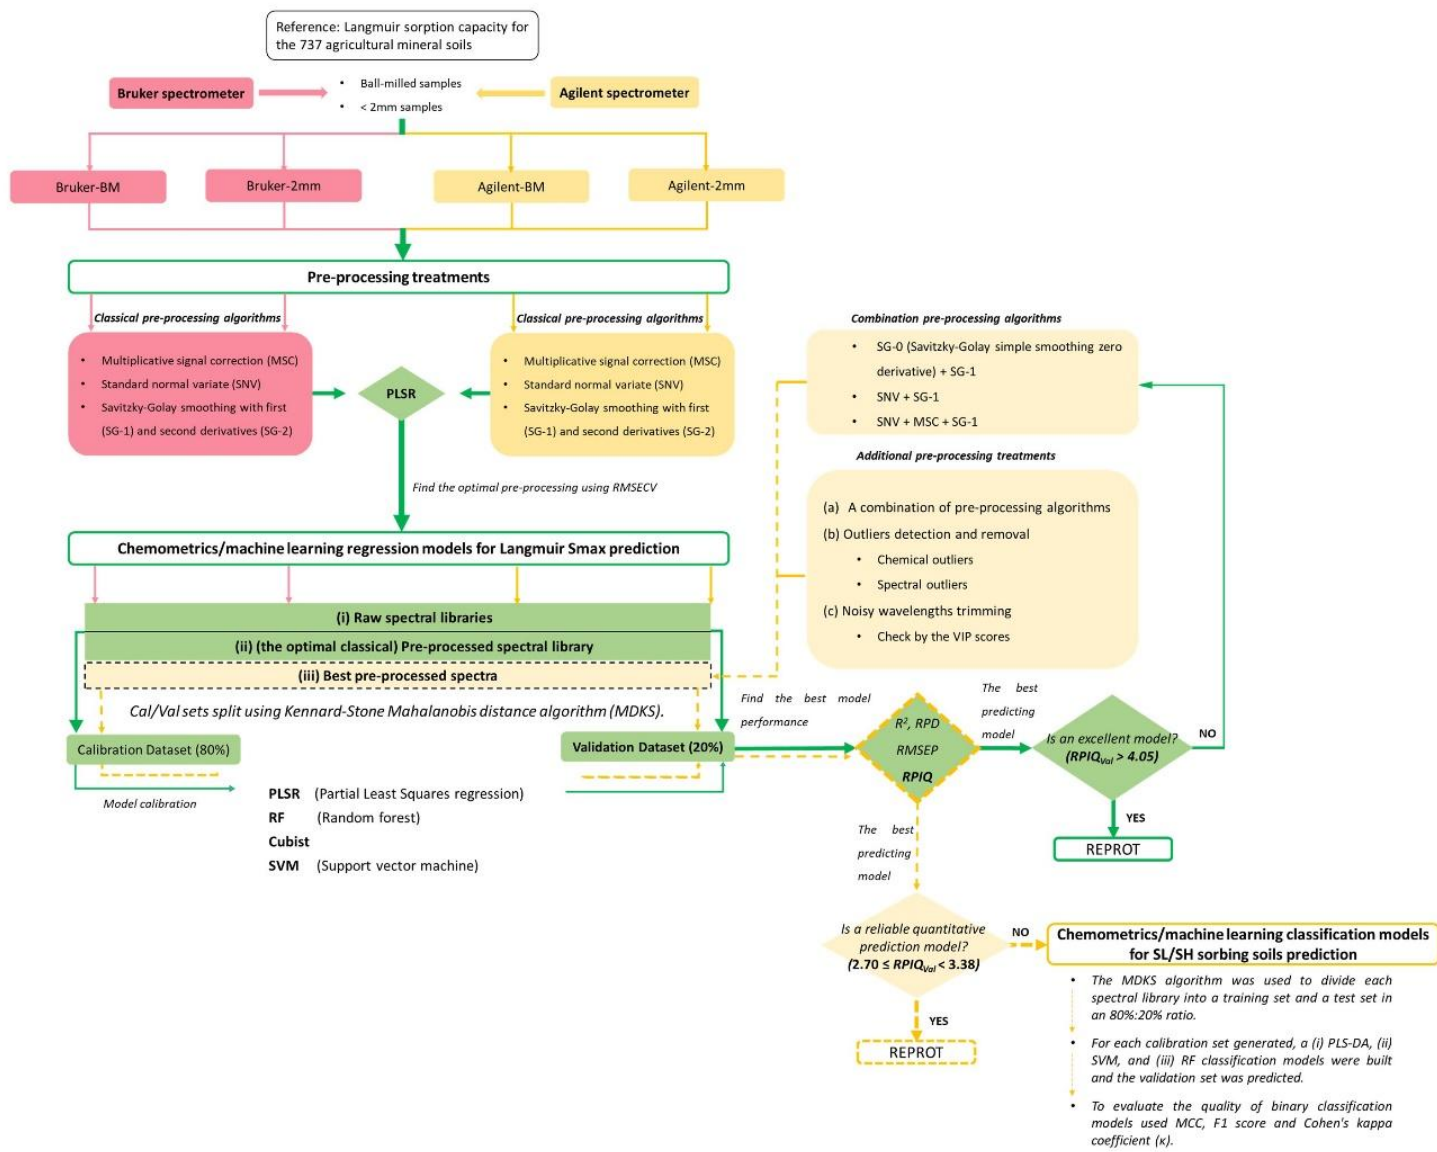 Reference: Langmuir sorption capacity for
the 737 agricultural mineral soils
Bruker spectrometer
• Ball-milled samples
• < 2mm samples
Agilent spectrometer
Bruker-BM
Bruker-2mm
Agilent-BM
Agilent-2mm
Pre-processing treatments
Classical pre-processing algorithms
• Multiplicative signal correction (MSC)
• Standard normal variate (SNV)
• Savitzky-Golay smoothing with first
(SG-1) and second derivatives (SG-2)
PLSR
Classical pre-processing algorithms
• Multiplicative signal correction (MSC)
• Standard normal variate (SNV)
• Savitzky-Golay smoothing with first
(SG-1) and second derivatives (SG-2)
Combination pre-processing algorithms
• SG-0 (Savitzky-Golay simple smoothing zero
derivative) + SG-1
• SNV + SG-1
• SNV + MSC + SG-1
Additional pre-processing treatments
(a) A combination of pre-processing algorithms
(b) Outliers detection and removal
• Chemical outliers
• Spectral outliers
(c) Noisy wavelengths trimming
• Check by the VIP scores
Find the optimal pre-processing using RMSECV
Chemometrics/machine learning regression models for Langmuir Smax prediction
(i) Raw spectral libraries
(ii) (the optimal classical) Pre-processed spectral library
(iii) Best pre-processed spectra
Cal/Val sets split using Kennard-Stone Mahalanobis distance algorithm (MDKS).
Calibration Dataset (80%)
Validation Dataset (20%)
Model calibration
PLSR (Partial Least Squares regression)
RF (Random forest)
Cubist
SVM (Support vector machine)
Find the best model
performance
R², RPD
RMSEP
RPIQ
The best
predicting
model
Is an excellent model?
(RPIQVal > 4.05)
NO
YES
REPROT
The best
predicting
model
Is a reliable quantitative
prediction model?
(2.70 ≤ RPIQVal < 3.38)
NO
YES
REPROT
Chemometrics/machine learning classification models
for SL/SH sorbing soils prediction
• The MDKS algorithm was used to divide each
spectral library into a training set and a test set in
an 80%:20% ratio.
• For each calibration set generated, a (i) PLS-DA, (ii)
SVM, and (iii) RF classification models were built
and the validation set was predicted.
• To evaluate the quality of binary classification
models used MCC, F1 score and Cohen's kappa
coefficient (κ).